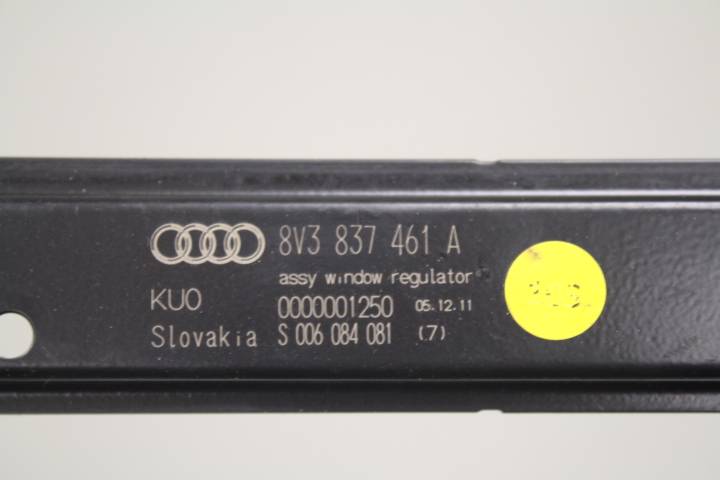 8V3 837 461 A
assy window regulator
KUO 0000001250 05.12.11
Slovakia S 006 084 081 (7)